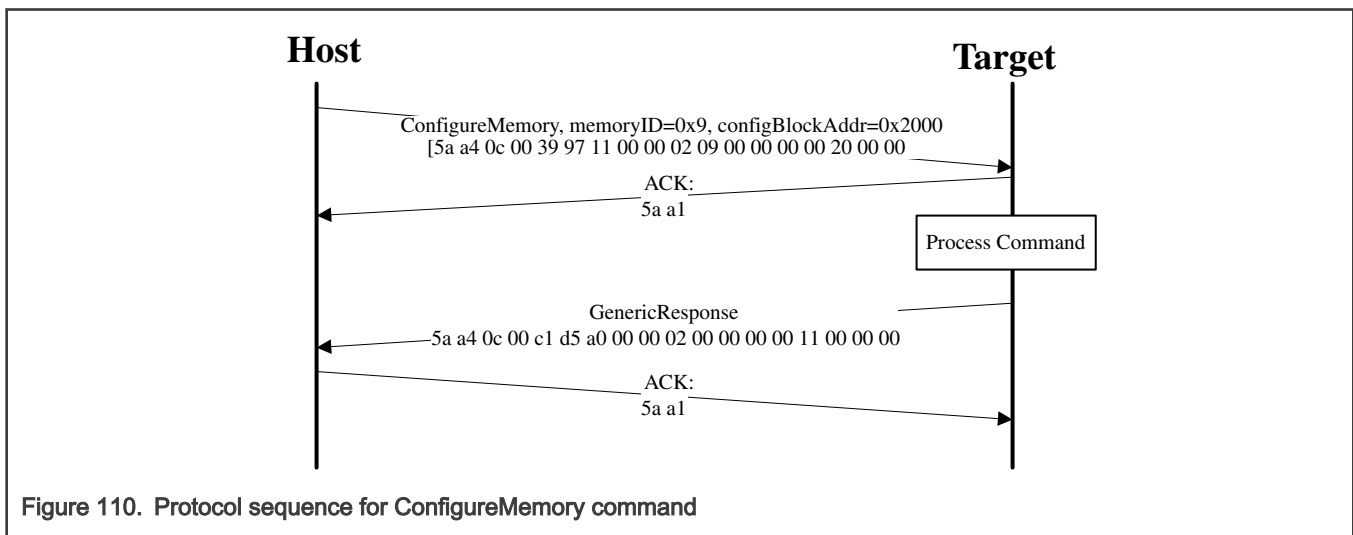 Host
Target
ConfigureMemory, memoryID=0x9, configBlockAddr=0x2000
[5a a4 0c 00 39 97 11 00 00 02 09 00 00 00 00 20 00 00
ACK:
5a a1
Process Command
GenericResponse
5a a4 0c 00 c1 d5 a0 00 00 02 00 00 00 00 11 00 00 00
ACK:
5a a1
Figure 110. Protocol sequence for ConfigureMemory command